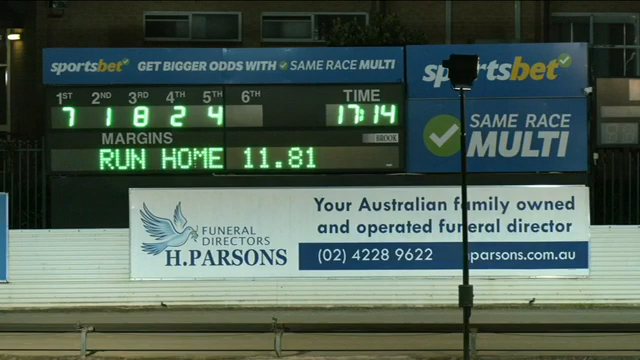 sportsbet GET BIGGER ODDS WITH SAME RACE MULTI
sportsbet
1ST 2ND 3RD 4TH 5TH 6TH TIME
7 1 8 2 4 17:14
MARGINS BROOK
RUN HOME 11.81
SAME RACE
MULTI
FUNERAL
DIRECTORS
H.PARSONS
Your Australian family owned
and operated funeral director
(02) 4228 9622 hparsons.com.au